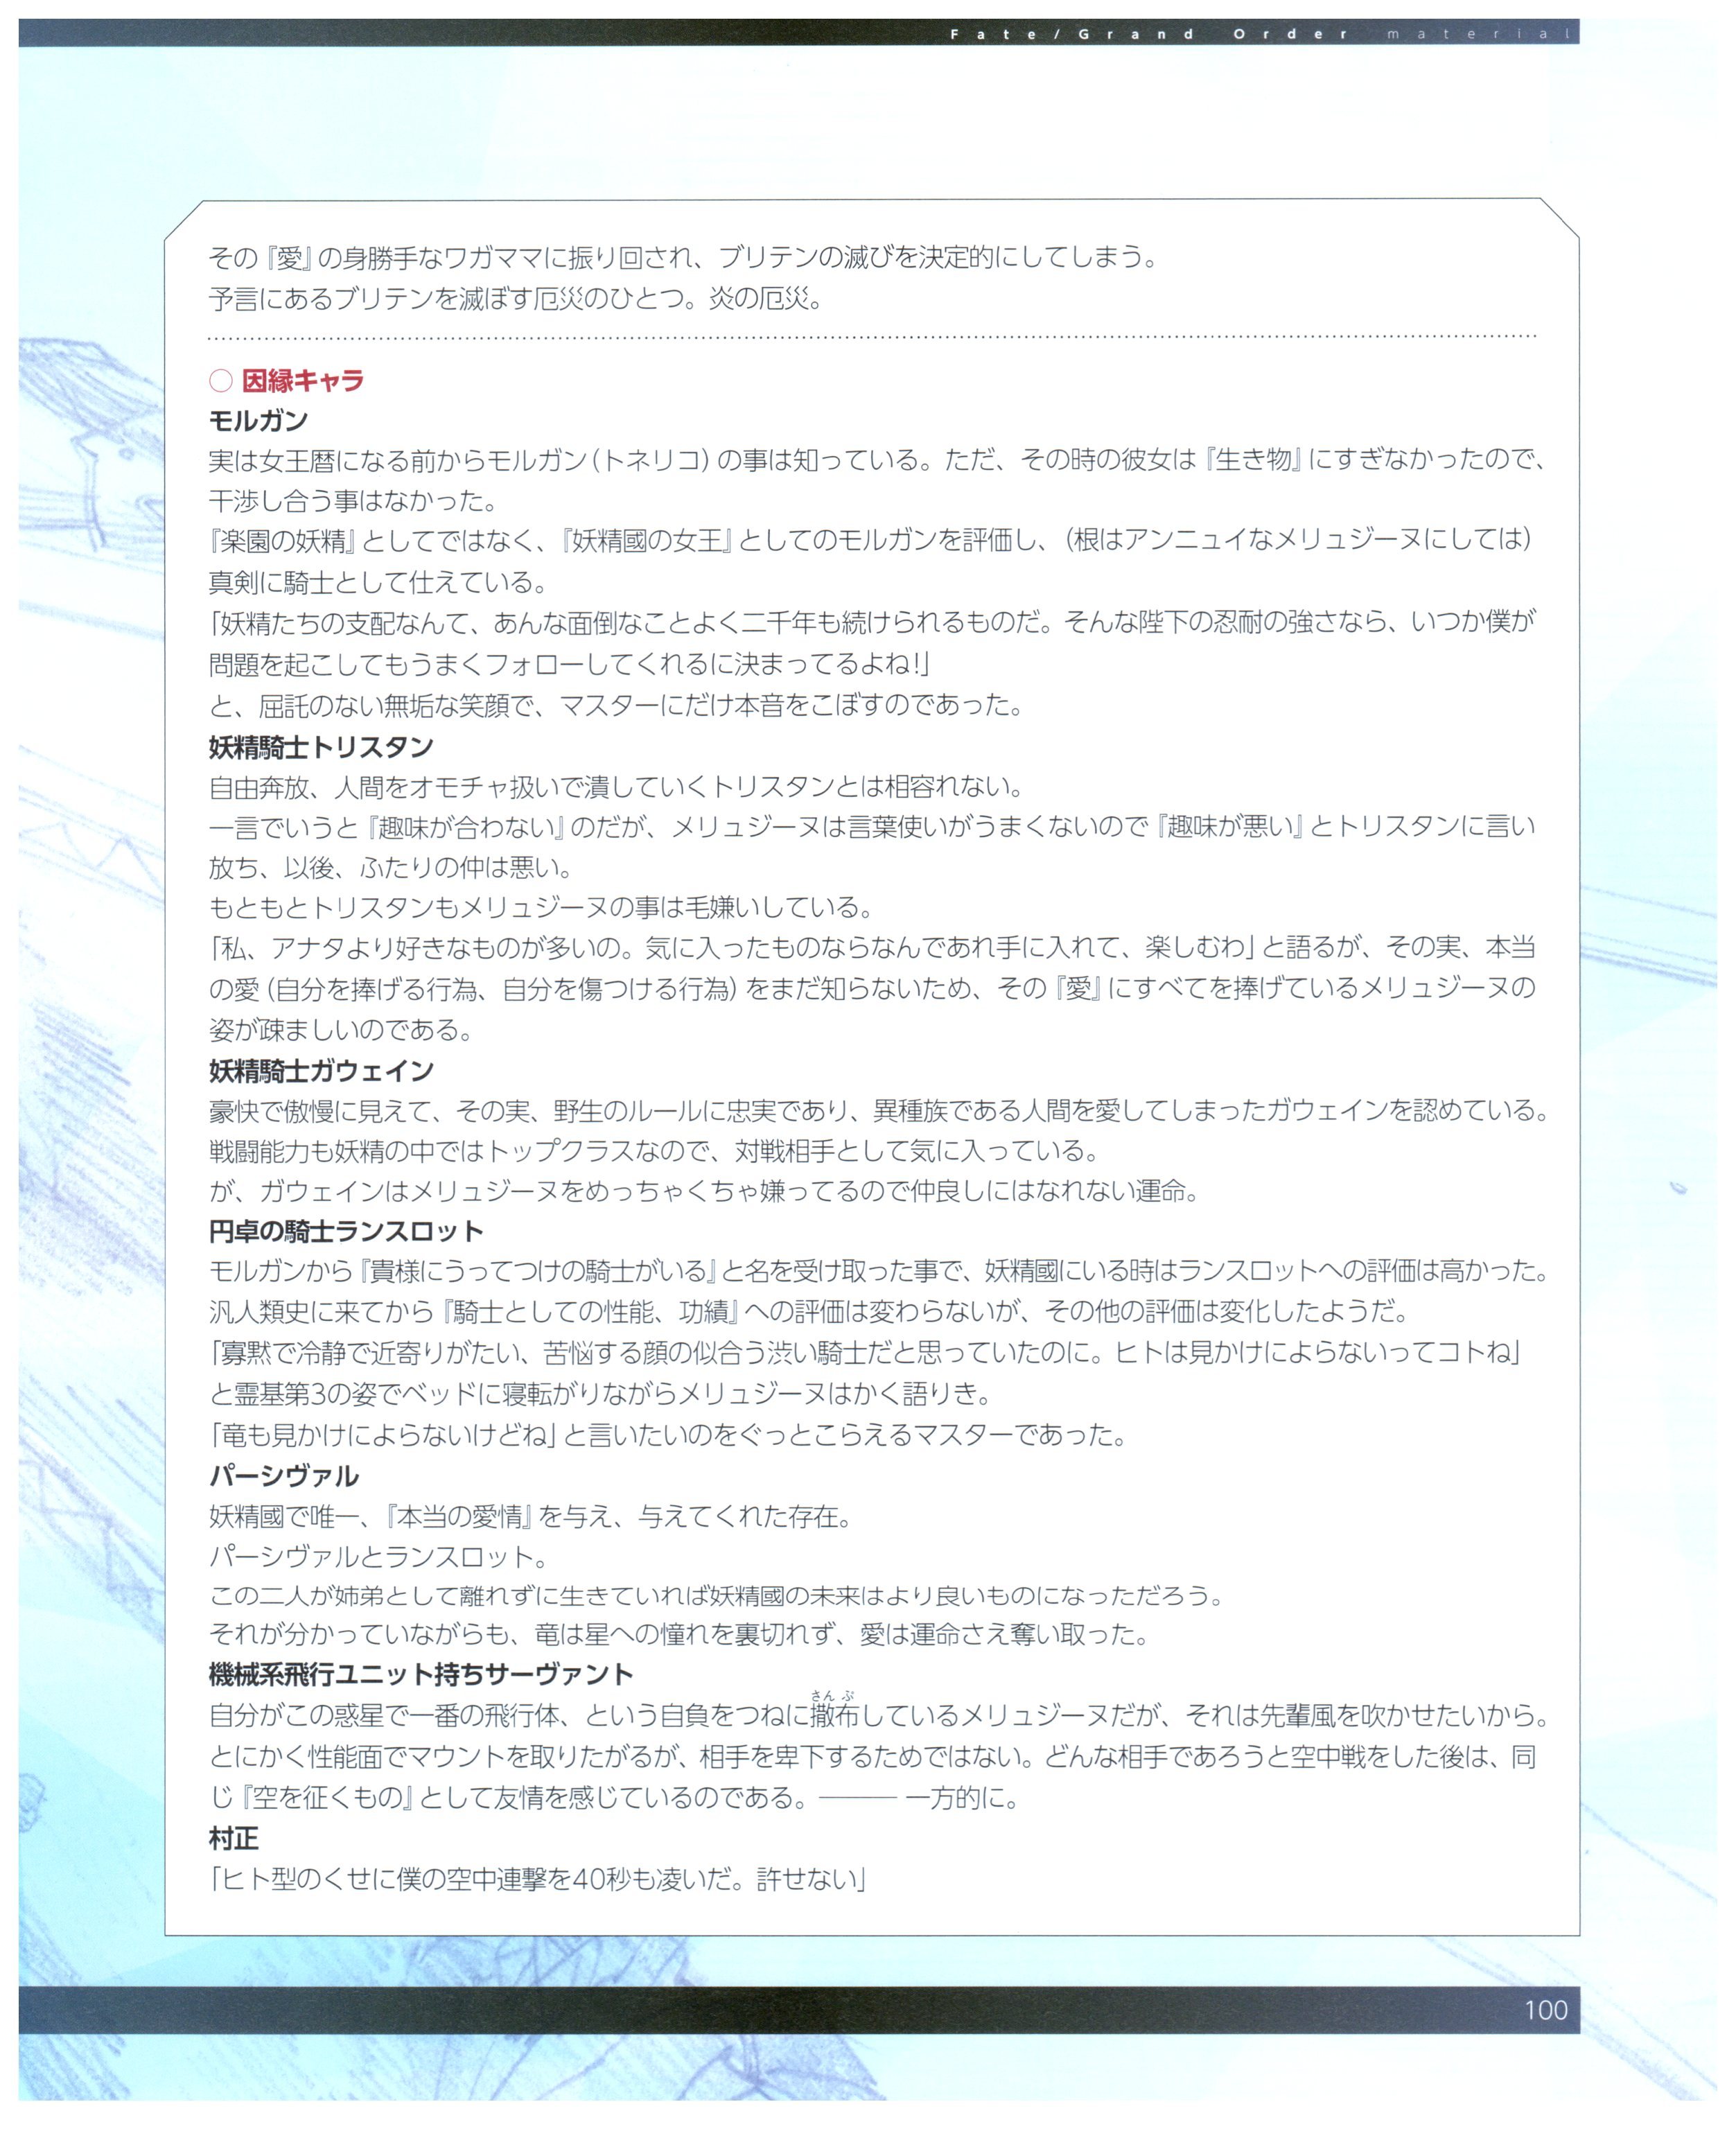 Fate/Grand Order material
その『愛』の身勝手なワガママに振り回され、ブリテンの滅びを決定的にしてしまう。
予言にあるブリテンを滅ぼす厄災のひとつ。炎の厄災。
○ 因縁キャラ
モルガン
実は女王暦になる前からモルガン（トネリコ）の事は知っている。ただ、その時の彼女は『生き物』にすぎなかったので、
干渉し合う事はなかった。
『楽園の妖精』としてではなく、『妖精國の女王』としてのモルガンを評価し、（根はアンニュイなメリュジーヌにしては）
真剣に騎士として仕えている。
「妖精たちの支配なんて、あんな面倒なことよく二千年も続けられるものだ。そんな陛下の忍耐の強さなら、いつか僕が
問題を起こしてもうまくフォローしてくれるに決まってるよね！」
と、屈託のない無垢な笑顔で、マスターにだけ本音をこぼすのであった。
妖精騎士トリスタン
自由奔放、人間をオモチャ扱いで潰していくトリスタンとは相容れない。
一言でいうと『趣味が合わない』のだが、メリュジーヌは言葉使いがうまくないので『趣味が悪い』とトリスタンに言い
放ち、以後、ふたりの仲は悪い。
もともとトリスタンもメリュジーヌの事は毛嫌いしている。
「私、アナタより好きなものが多いの。気に入ったものならなんであれ手に入れて、楽しむわ」と語るが、その実、本当
の愛（自分を捧げる行為、自分を傷つける行為）をまだ知らないため、その『愛』にすべてを捧げているメリュジーヌの
姿が疎ましいのである。
妖精騎士ガウェイン
豪快で傲慢に見えて、その実、野生のルールに忠実であり、異種族である人間を愛してしまったガウェインを認めている。
戦闘能力も妖精の中ではトップクラスなので、対戦相手として気に入っている。
が、ガウェインはメリュジーヌをめっちゃくちゃ嫌ってるので仲良しにはなれない運命。
円卓の騎士ランスロット
モルガンから『貴様にうってつけの騎士がいる』と名を受け取った事で、妖精國にいる時はランスロットへの評価は高かった。
汎人類史に来てから『騎士としての性能、功績』への評価は変わらないが、その他の評価は変化したようだ。
「寡黙で冷静で近寄りがたい、苦悩する顔の似合う渋い騎士だと思っていたのに。ヒトは見かけによらないってコトね」
と霊基第3の姿でベッドに寝転がりながらメリュジーヌはかく語りき。
「竜も見かけによらないけどね」と言いたいのをぐっとこらえるマスターであった。
パーシヴァル
妖精國で唯一、『本当の愛情』を与え、与えてくれた存在。
パーシヴァルとランスロット。
この二人が姉弟として離れずに生きていれば妖精國の未来はより良いものになっただろう。
それが分かっていながらも、竜は星への憧れを裏切れず、愛は運命さえ奪い取った。
機械系飛行ユニット持ちサーヴァント
さん ぷ
自分がこの惑星で一番の飛行体、という自負をつねに撒布しているメリュジーヌだが、それは先輩風を吹かせたいから。
とにかく性能面でマウントを取りたがるが、相手を卑下するためではない。どんな相手であろうと空中戦をした後は、同
じ『空を征くもの』として友情を感じているのである。――― 一方的に。
村正
「ヒト型のくせに僕の空中連撃を40秒も凌いだ。許せない」
100